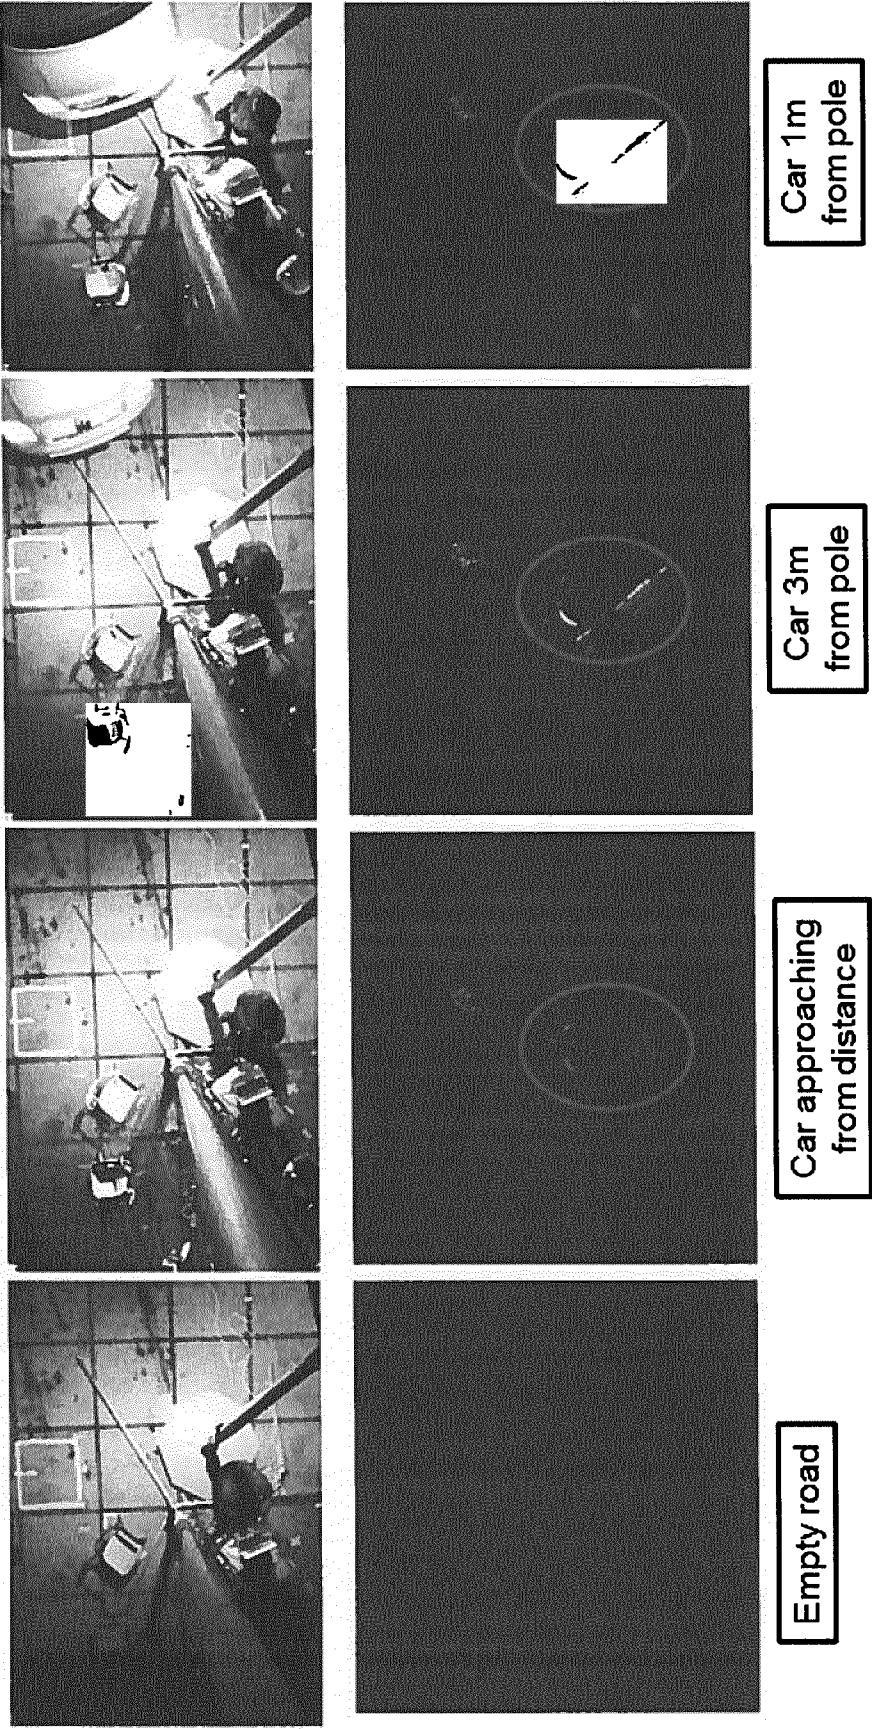 Empty road
Car approaching
from distance
Car 3m
from pole
Car 1m
from pole